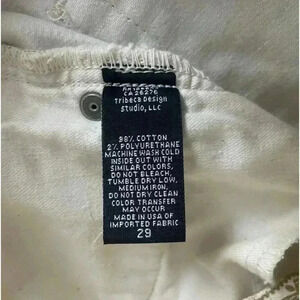 CA 26276
Tribeca Design
Studio, LLC
98% COTTON
2% POLYURETHANE
MACHINE WASH COLD
INSIDE OUT WITH
SIMILAR COLORS,
DO NOT BLEACH,
TUMBLE DRY LOW,
MEDIUM IRON,
DO NOT DRY CLEAN
COLOR TRANSFER
MAY OCCUR
MADE IN USA OF
IMPORTED FABRIC
29